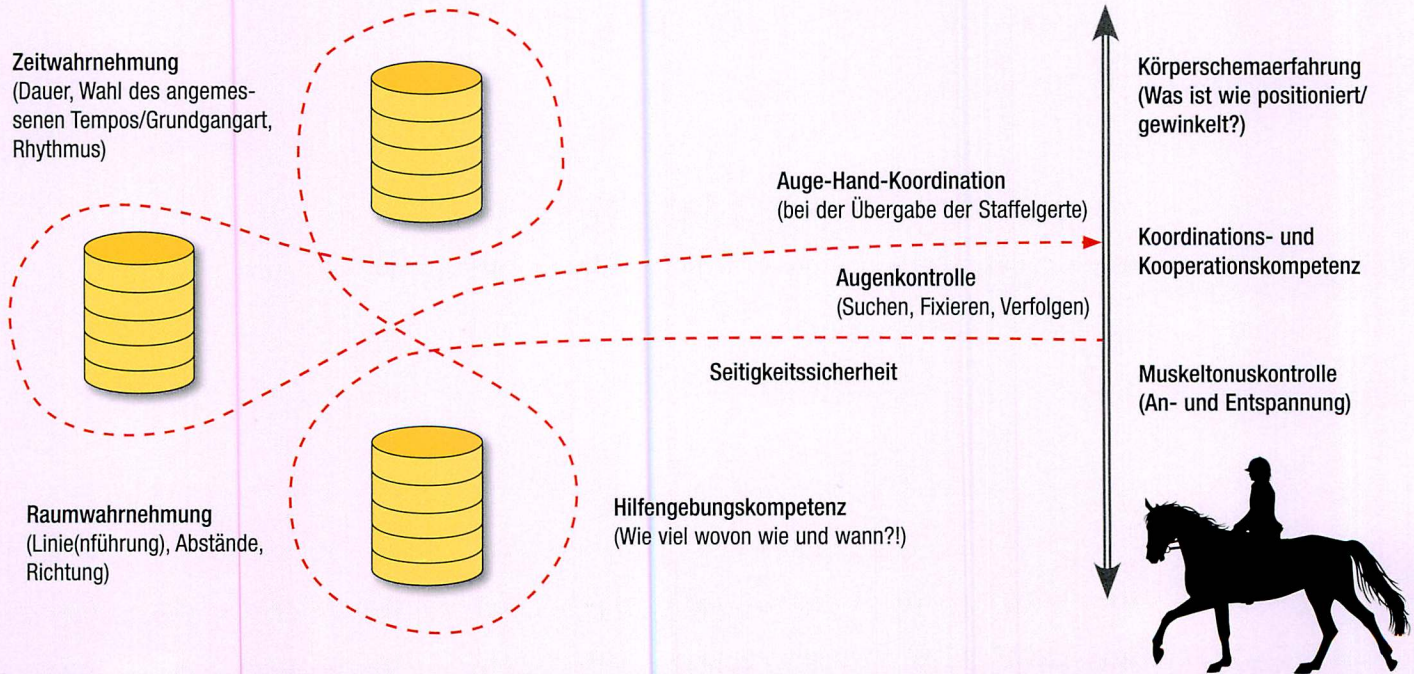 Zeitwahrnehmung
(Dauer, Wahl des angemes-
senen Tempos/Grundgangart,
Rhythmus)
Raumwahrnehmung
(Linie(nführung), Abstände,
Richtung)
Auge-Hand-Koordination
(bei der Übergabe der Staffelgerte)
Augenkontrolle
(Suchen, Fixieren, Verfolgen)
Seitigkeitssicherheit
Hilfengebungskompetenz
(Wie viel wovon wie und wann?!)
Körperschemaerfahrung
(Was ist wie positioniert/
gewinkelt?)
Koordinations- und
Kooperationskompetenz
Muskeltonuskontrolle
(An- und Entspannung)